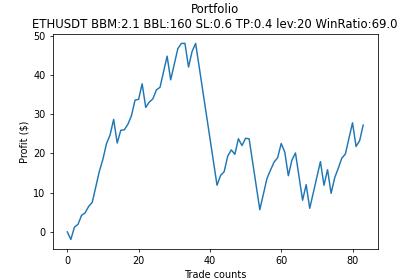 Portfolio
ETHUSDT BBM:2.1 BBL:160 SL:0.6 TP:0.4 lev:20 WinRatio:69.0
50
40
30
20
10
0
Profit ($)
0 20 40 60 80
Trade counts